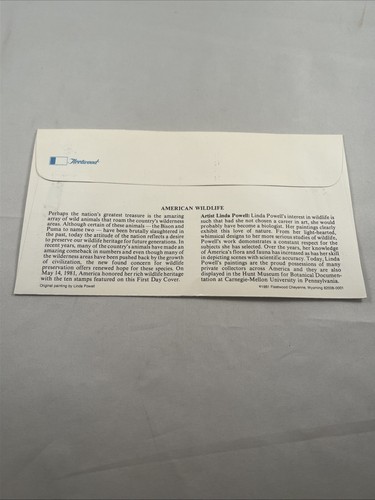 Fleetwood
AMERICAN WILDLIFE
Perhaps the nation's greatest treasure is the amazing
array of wild animals that roam the country's wilderness
areas. Although certain of these animals — the Bison and
Puma to name two — have been brutally slaughtered in
the past, today the attitude of the nation reflects a desire
to preserve our wildlife heritage for future generations. In
recent years, many of the country's animals have made an
amazing comeback in numbers and even though many of
the wilderness areas have been pushed back by the growth
of civilization, the new found concern for wildlife
preservation offers renewed hope for these species. On
May 14, 1981, America honored her rich wildlife heritage
with the ten stamps featured on this First Day Cover.
Original painting by Linda Powell
Artist Linda Powell: Linda Powell's interest in wildlife is
such that had she not chosen a career in art, she would
probably have become a biologist. Her paintings clearly
exhibit this love of nature. From her light-hearted,
whimsical designs to her more serious studies of wildlife,
Powell's work demonstrates a constant respect for the
subjects she has selected. Over the years, her knowledge
of America's flora and fauna has increased as has her skill
in depicting scenes with scientific accuracy. Today, Linda
Powell's paintings are the proud possessions of many
private collectors across America and they are also
displayed in the Hunt Museum for Botanical Documen-
tation at Carnegie-Mellon University in Pennsylvania.
©1981 Fleetwood Cheyenne, Wyoming 82008-0001